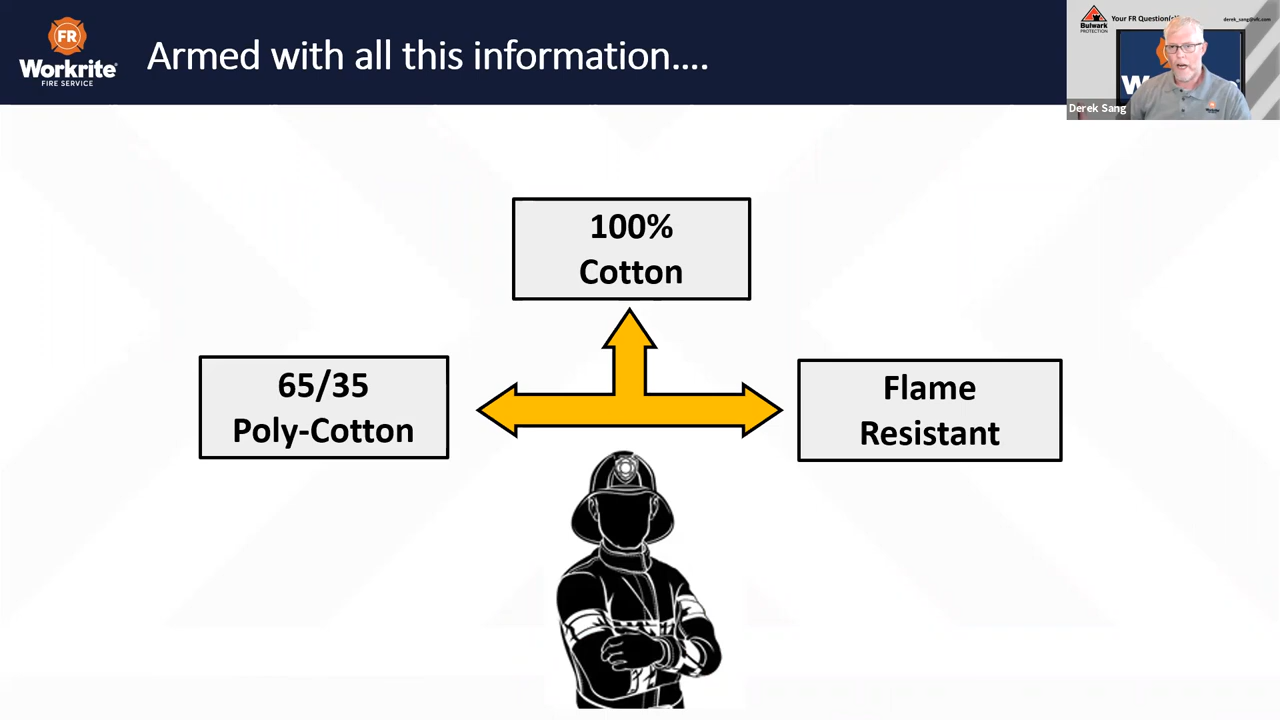 FR
Workrite®
FIRE SERVICE
Armed with all this information....
100%
Cotton
65/35
Poly-Cotton
Flame
Resistant
Bulwark
PROTECTION
Derek Sang